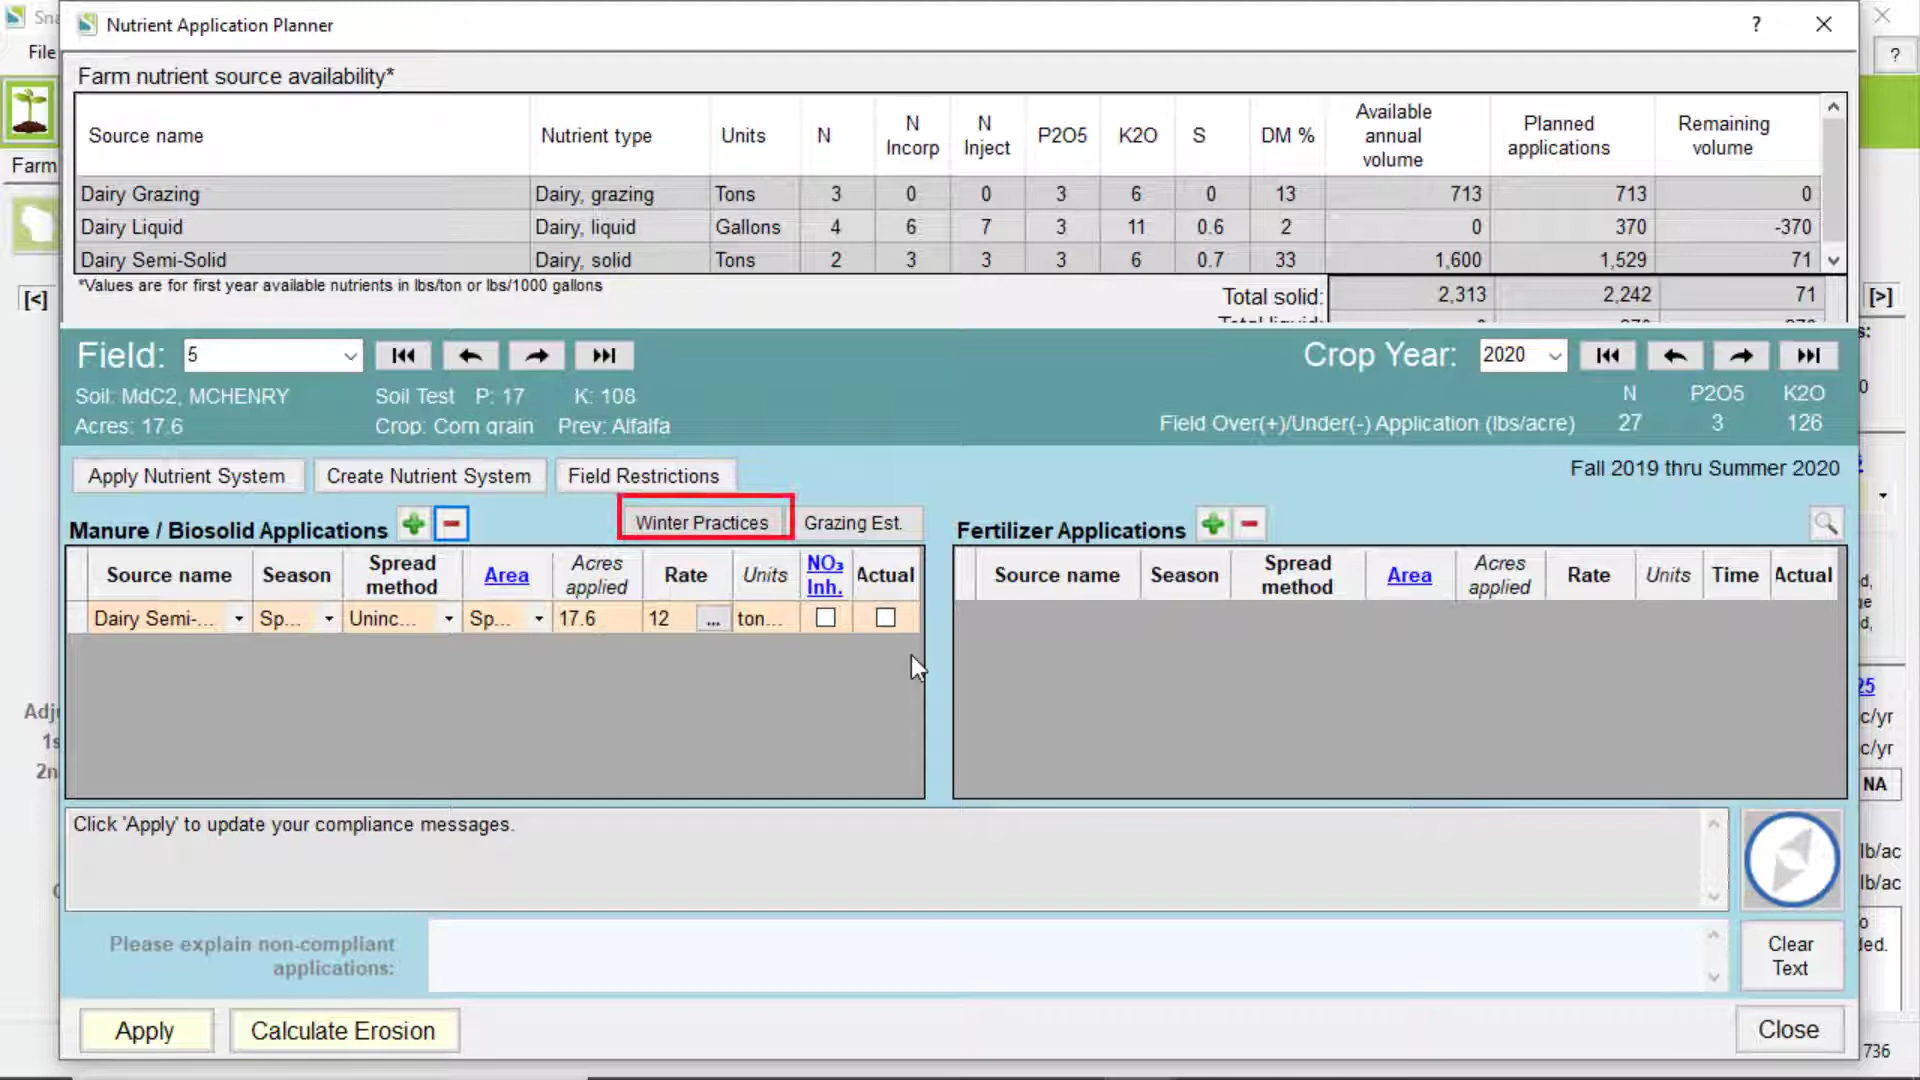 Nutrient Application Planner ? 
File
?
Farm nutrient source availability*
Source name Nutrient type Units N N Incorp N Inject P2O5 K2O S DM % Available annual volume Planned applications Remaining volume
Dairy Grazing Dairy, grazing Tons 3 0 0 3 6 0 13 713 713 0
Dairy Liquid Dairy, liquid Gallons 4 6 7 3 11 0.6 2 0 370 -370
Dairy Semi-Solid Dairy, solid Tons 2 3 3 3 6 0.7 33 1,600 1,529 71
*Values are for first year available nutrients in lbs/ton or lbs/1000 gallons
Total solid: 2,313 2,242 71
Farm
[<] [>]
Field: 5 Crop Year: 2020
Soil: MdC2, MCHENRY Soil Test P: 17 K: 108 N P2O5 K2O
Acres: 17.6 Crop: Corn grain Prev: Alfalfa Field Over(+)/Under(-) Application (lbs/acre) 27 3 126
Apply Nutrient System Create Nutrient System Field Restrictions Fall 2019 thru Summer 2020
Manure / Biosolid Applications Winter Practices Grazing Est. Fertilizer Applications
Source name Season Spread method Area Acres applied Rate Units NO₃ Inh. Actual
Source name Season Spread method Area Acres applied Rate Units Time Actual
Dairy Semi-... Sp... Uninc... Sp... 17.6 12 ... ton...
25
c/yr
c/yr
NA
Click 'Apply' to update your compliance messages.
lb/ac
lb/ac
Please explain non-compliant applications:
Clear Text
Apply Calculate Erosion Close
736